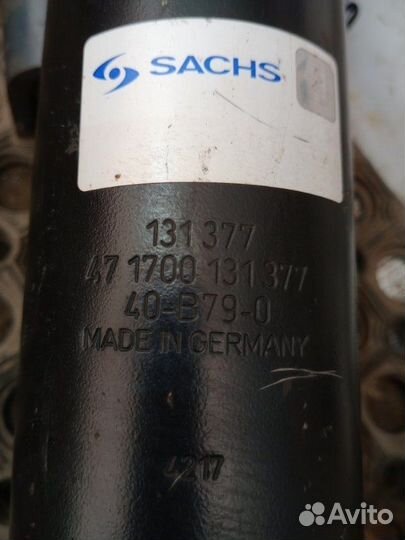 SACHS
131 377
47 1700 131 377
40-B79-0
MADE IN GERMANY
4217
Avito